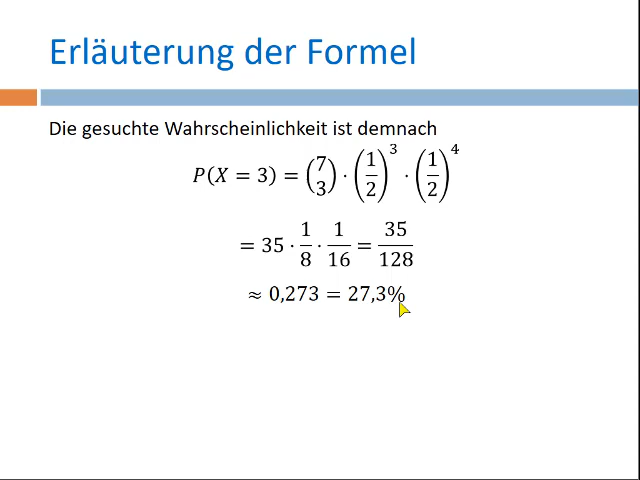 Erläuterung der Formel
Die gesuchte Wahrscheinlichkeit ist demnach
P(X = 3) = (7 3) · (1/2)^3 · (1/2)^4
= 35 · 1/8 · 1/16 = 35/128
≈ 0,273 = 27,3%